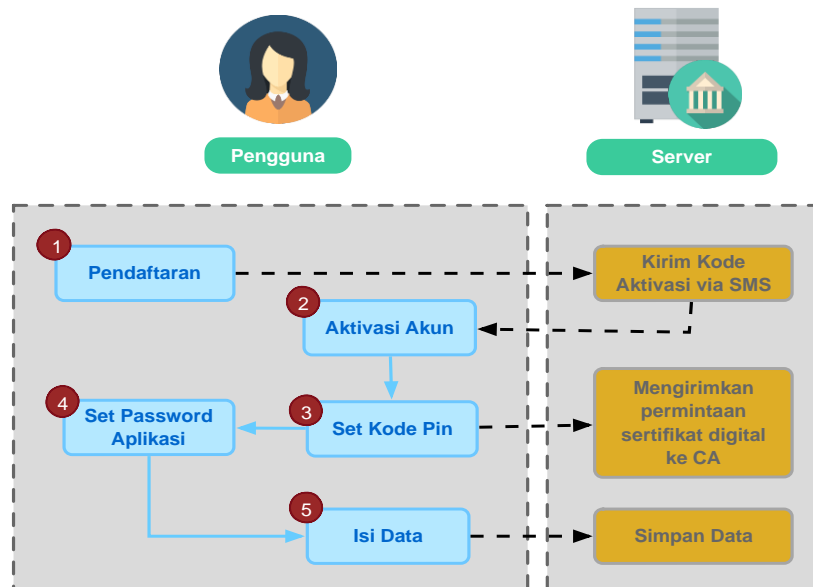 Pengguna
Server
1
Pendaftaran
Kirim Kode
Aktivasi via SMS
2
Aktivasi Akun
4
Set Password
Aplikasi
3
Set Kode Pin
Mengirimkan
permintaan
sertifikat digital
ke CA
5
Isi Data
Simpan Data